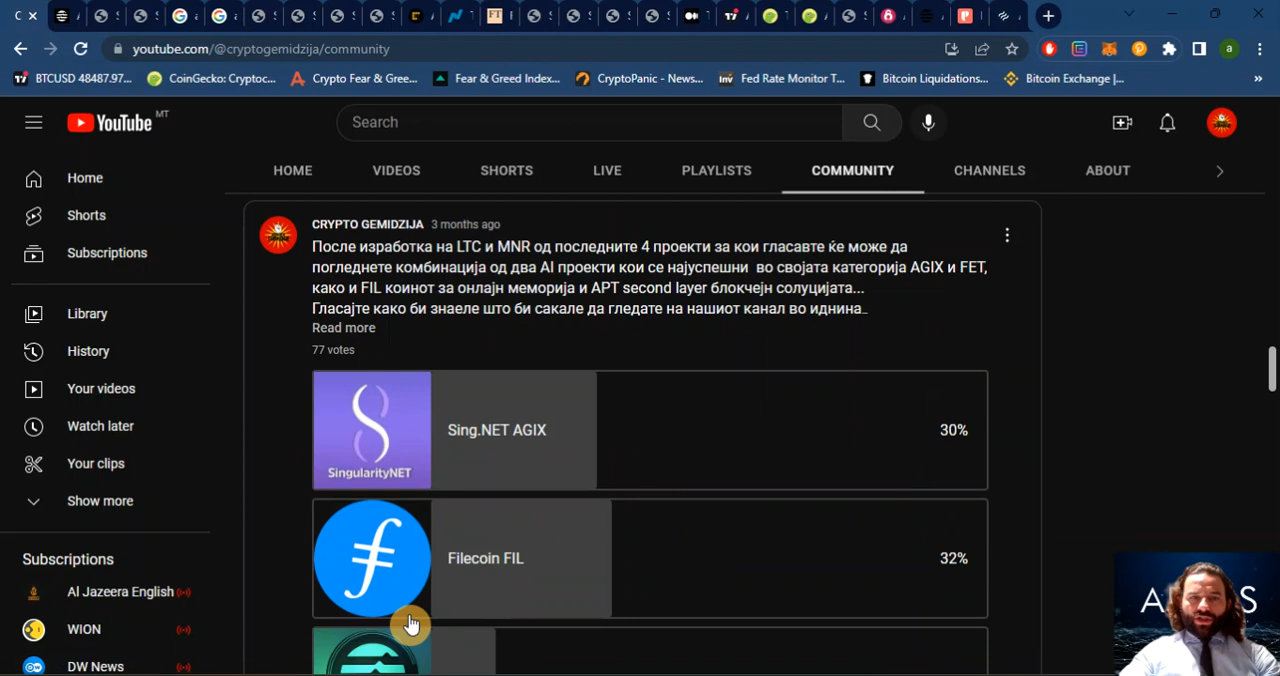 youtube.com/@cryptogemidzija/community
BTCUSD 48487.97...
CoinGecko: Cryptoc...
Crypto Fear & Gree...
Fear & Greed Index...
CryptoPanic - News...
Fed Rate Monitor T...
Bitcoin Liquidations...
Bitcoin Exchange |...
YouTube MT
Search
HOME
VIDEOS
SHORTS
LIVE
PLAYLISTS
COMMUNITY
CHANNELS
ABOUT
Home
Shorts
Subscriptions
Library
History
Your videos
Watch later
Your clips
Show more
Subscriptions
Al Jazeera English
WION
DW News
CRYPTO GEMIDZIJA 3 months ago
После изработка на LTC и MNR од последните 4 проекти за кои гласавте ќе може да
погледнете комбинација од два AI проекти кои се најуспешни во својата категорија AGIX и FET,
како и FIL коинот за онлајн меморија и APT second layer блокчејн солуцијата...
Гласајте како би знаеле што би сакале да гледате на нашиот канал во иднина..
Read more
77 votes
SingularityNET
Sing.NET AGIX
30%
Filecoin FIL
32%